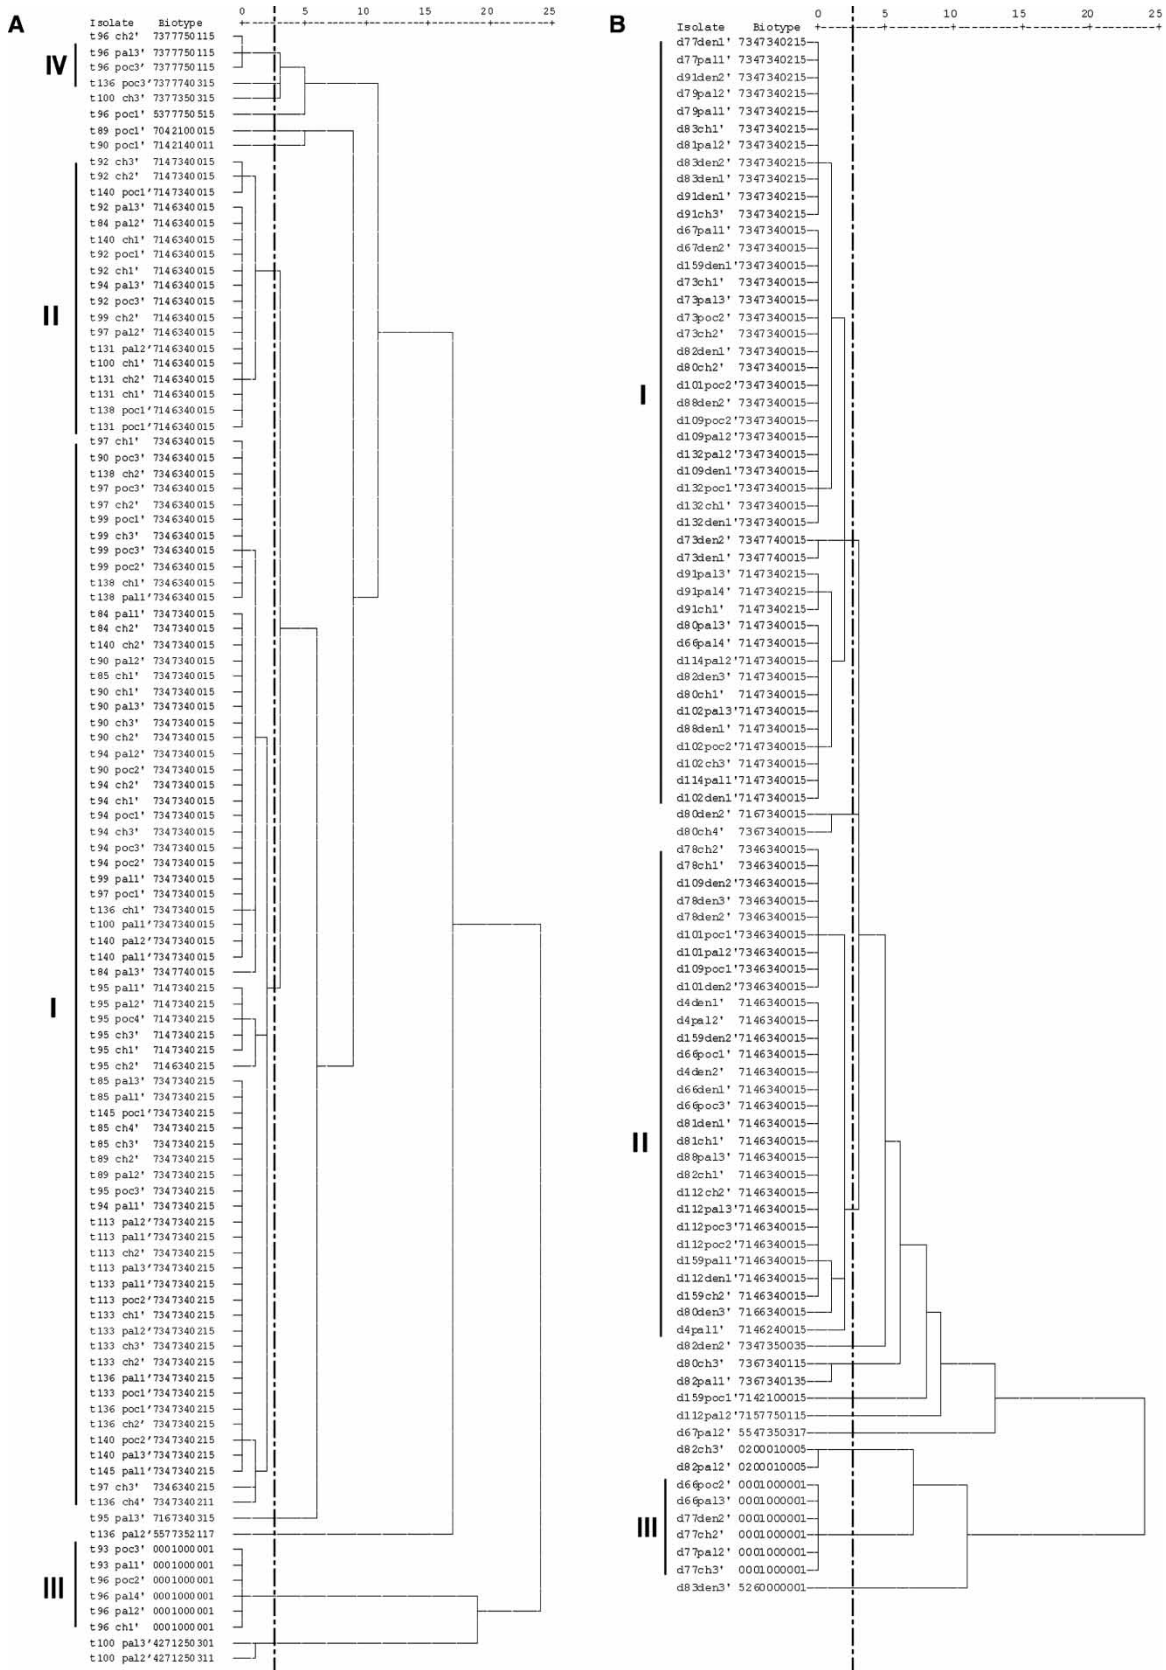 A
Isolate Biotype 0 5 10 15 20 25
t96 ch2' 7377750115
t96 pal3' 7377750115
t96 poc3' 7377750115
IV
t136 poc3' 7377740315
t100 ch3' 7377350315
t96 poc1' 5377750515
t89 poc1' 7042100015
t90 poc1' 7142140011
t92 ch3' 7147340015
t92 ch2' 7147340015
t140 poc1' 7147340015
t92 pal3' 7146340015
t84 pal2' 7146340015
t140 ch1' 7146340015
t92 poc1' 7146340015
t92 ch1' 7146340015
t94 pal3' 7146340015
t92 poc3' 7146340015
II
t99 ch2' 7146340015
t97 pal2' 7146340015
t131 pal2' 7146340015
t100 ch1' 7146340015
t131 ch2' 7146340015
t131 ch1' 7146340015
t138 poc1' 7146340015
t131 poc1' 7146340015
t97 ch1' 7346340015
t90 poc3' 7346340015
t138 ch2' 7346340015
t97 poc3' 7346340015
t97 ch2' 7346340015
t99 poc1' 7346340015
t99 ch3' 7346340015
t99 poc3' 7346340015
t99 poc2' 7346340015
t138 ch1' 7346340015
t138 pal1' 7346340015
t84 pal1' 7347340015
t84 ch2' 7347340015
t140 ch2' 7347340015
t90 pal2' 7347340015
t85 ch1' 7347340015
t90 ch1' 7347340015
t90 pal3' 7347340015
t90 ch3' 7347340015
t90 ch2' 7347340015
t94 pal2' 7347340015
t90 poc2' 7347340015
t94 ch2' 7347340015
t94 ch1' 7347340015
t94 poc1' 7347340015
t94 ch3' 7347340015
t94 poc3' 7347340015
t94 poc2' 7347340015
t99 pal1' 7347340015
t97 poc1' 7347340015
t136 ch1' 7347340015
t100 pal1' 7347340015
t140 pal2' 7347340015
t140 pal1' 7347340015
t84 pal3' 7347740015
t95 pal1' 7147340215
t95 pal2' 7147340215
I
t95 poc4' 7147340215
t95 ch3' 7147340215
t95 ch1' 7147340215
t95 ch2' 7146340215
t85 pal3' 7347340215
t85 pal1' 7347340215
t145 poc1' 7347340215
t85 ch4' 7347340215
t85 ch3' 7347340215
t89 ch2' 7347340215
t89 pal2' 7347340215
t95 poc3' 7347340215
t94 pal1' 7347340215
t113 pal2' 7347340215
t113 pal1' 7347340215
t113 ch2' 7347340215
t113 pal3' 7347340215
t133 pal1' 7347340215
t113 poc2' 7347340215
t133 ch1' 7347340215
t133 pal2' 7347340215
t133 ch3' 7347340215
t133 ch2' 7347340215
t136 pal1' 7347340215
t133 poc1' 7347340215
t136 poc1' 7347340215
t136 ch2' 7347340215
t140 poc2' 7347340215
t140 pal3' 7347340215
t145 pal1' 7347340215
t97 ch3' 7346340215
t136 ch4' 7347340211
t95 pal3' 7167340315
t136 pal2' 5577352117
t93 poc3' 0001000001
t93 pal1' 0001000001
t96 poc2' 0001000001
III
t96 pal4' 0001000001
t96 pal2' 0001000001
t96 ch1' 0001000001
t100 pal3' 4271250301
t100 pal2' 4271250311
B
Isolate Biotype 0 5 10 15 20 25
d77den1' 7347340215
d77pal1' 7347340215
d91den2' 7347340215
d79pal2' 7347340215
d79pal1' 7347340215
d83ch1' 7347340215
d81pal2' 7347340215
d83den2' 7347340215
d83den1' 7347340215
d91den1' 7347340215
d91ch3' 7347340215
d67pal1' 7347340015
d67den2' 7347340015
d159den1' 7347340015
d73ch1' 7347340015
d73pal3' 7347340015
d73poc2' 7347340015
d73ch2' 7347340015
d82den1' 7347340015
d80ch2' 7347340015
d101poc2' 7347340015
I
d88den2' 7347340015
d109poc2' 7347340015
d109pal2' 7347340015
d132pal2' 7347340015
d109den1' 7347340015
d132poc1' 7347340015
d132ch1' 7347340015
d132den1' 7347340015
d73den2' 7347740015
d73den1' 7347740015
d91pal3' 7147340215
d91pal4' 7147340215
d91ch1' 7147340215
d80pal3' 7147340015
d66pal4' 7147340015
d114pal2' 7147340015
d82den3' 7147340015
d80ch1' 7147340015
d102pal3' 7147340015
d88den1' 7147340015
d102poc2' 7147340015
d102ch3' 7147340015
d114pal1' 7147340015
d102den1' 7147340015
d80den2' 7167340015
d80ch4' 7367340015
d78ch2' 7346340015
d78ch1' 7346340015
d109den2' 7346340015
d78den3' 7346340015
d78den2' 7346340015
d101poc1' 7346340015
d101pal2' 7346340015
d109poc1' 7346340015
d101den2' 7346340015
d4den1' 7146340015
d4pal2' 7146340015
d159den2' 7146340015
d66poc1' 7146340015
d4den2' 7146340015
d66den1' 7146340015
d66poc3' 7146340015
d81den1' 7146340015
II
d81ch1' 7146340015
d88pal3' 7146340015
d82ch1' 7146340015
d112ch2' 7146340015
d112pal3' 7146340015
d112poc3' 7146340015
d112poc2' 7146340015
d159pal1' 7146340015
d112den1' 7146340015
d159ch2' 7146340015
d80den3' 7166340015
d4pal1' 7146240015
d82den2' 7347350035
d80ch3' 7367340115
d82pal1' 7367340135
d159poc1' 7142100015
d112pal2' 7157750115
d67pal2' 5547350317
d82ch3' 0200010005
d82pal2' 0200010005
d66poc2' 0001000001
d66pal3' 0001000001
d77den2' 0001000001
III
d77ch2' 0001000001
d77pal2' 0001000001
d77ch3' 0001000001
d83den3' 5260000001